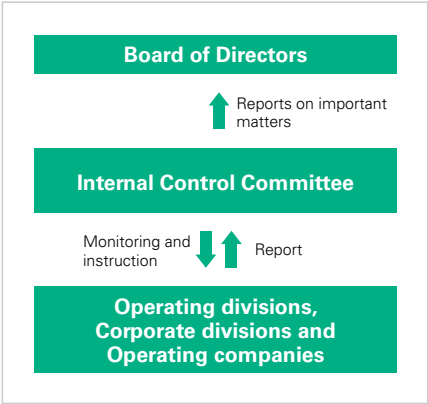 Board of Directors
Reports on important
matters
Internal Control Committee
Monitoring and
instruction
Report
Operating divisions,
Corporate divisions and
Operating companies